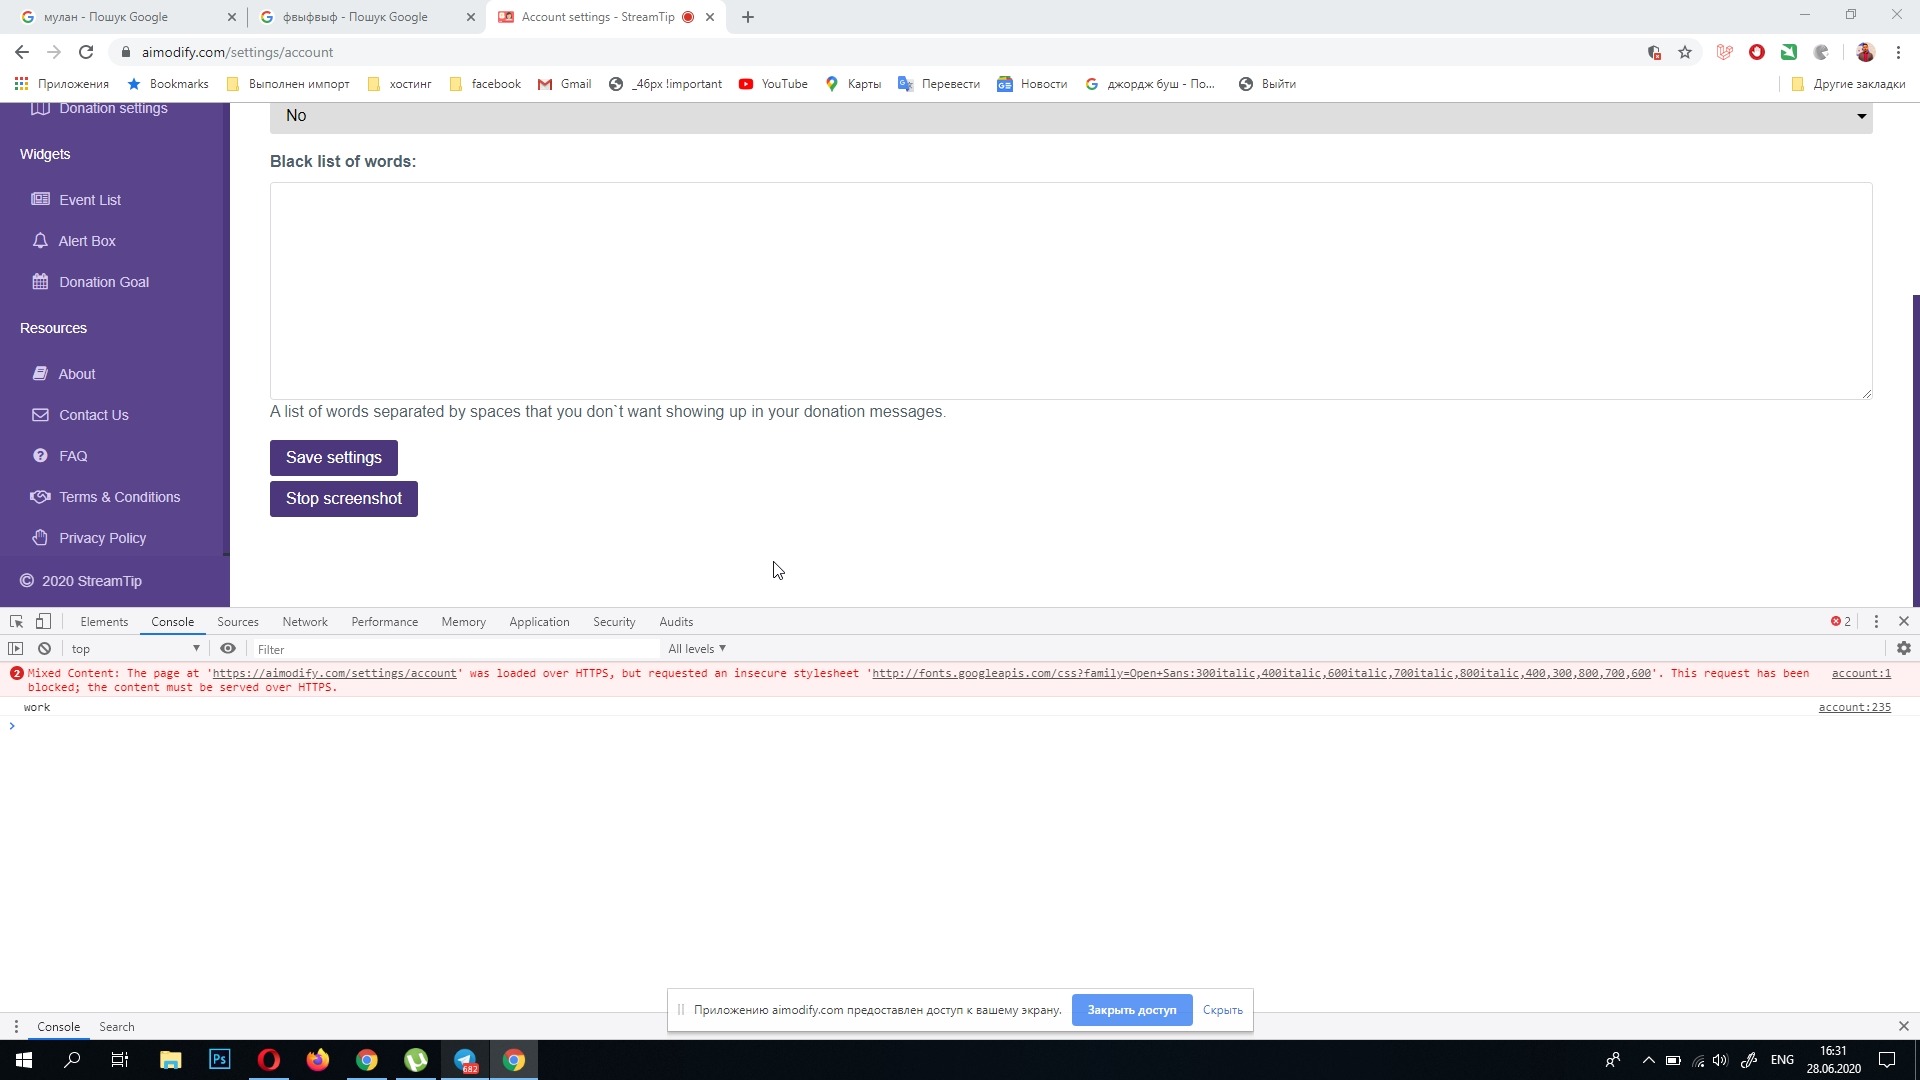 мулан - Пошук Google
фвыфвыф - Пошук Google
Account settings - StreamTip
aimodify.com/settings/account
Приложения
Bookmarks
Выполнен импорт
хостинг
facebook
Gmail
_46px !important
YouTube
Карты
Перевести
Новости
джордж буш - По...
Выйти
Другие закладки
Donation settings
Widgets
Event List
Alert Box
Donation Goal
Resources
About
Contact Us
FAQ
Terms & Conditions
Privacy Policy
© 2020 StreamTip
No
Black list of words:
A list of words separated by spaces that you don`t want showing up in your donation messages.
Save settings
Stop screenshot
Elements Console Sources Network Performance Memory Application Security Audits
2
top
Filter
All levels
2 Mixed Content: The page at 'https://aimodify.com/settings/account' was loaded over HTTPS, but requested an insecure stylesheet 'http://fonts.googleapis.com/css?family=Open+Sans:300italic,400italic,600italic,700italic,800italic,400,300,800,700,600'. This request has been account:1
blocked; the content must be served over HTTPS.
work account:235
Приложению aimodify.com предоставлен доступ к вашему экрану.
Закрыть доступ
Скрыть
Console Search
Ps
682
ENG
16:31
28.06.2020